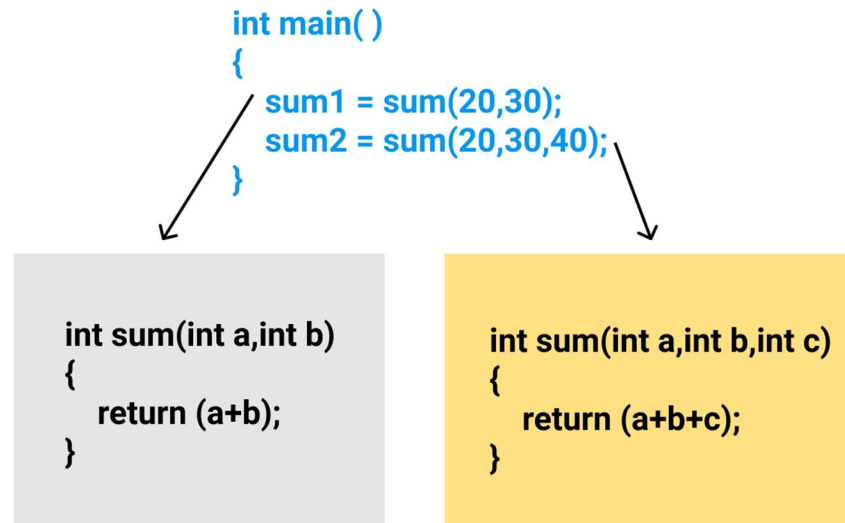 int main( )
{
sum1 = sum(20,30);
sum2 = sum(20,30,40);
}
int sum(int a,int b)
{
return (a+b);
}
int sum(int a,int b,int c)
{
return (a+b+c);
}